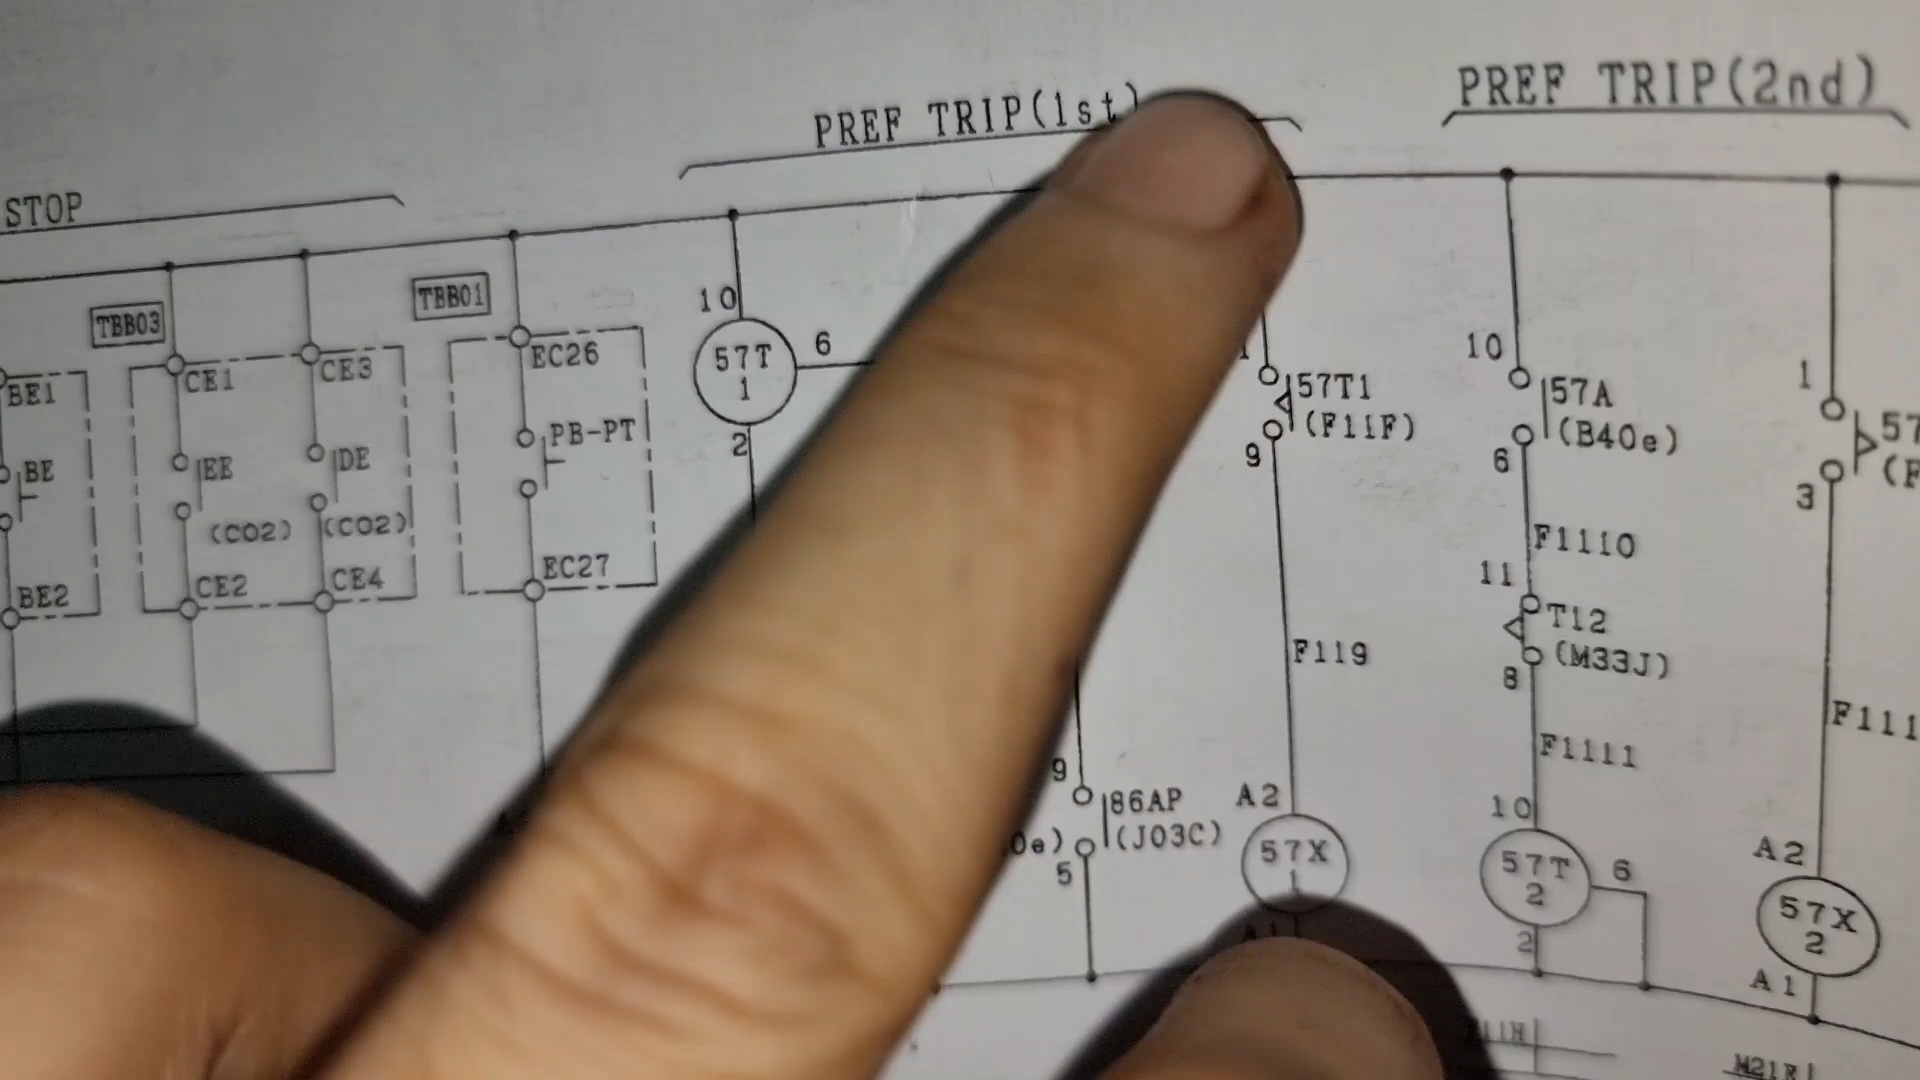 PREF TRIP(1st)
PREF TRIP(2nd)
STOP
TBB03
TBB01
10
57T
1
6
2
EC26
PB-PT
EC27
CE1
CE3
EE
DE
(CO2)
(CO2)
CE2
CE4
BE1
BE
BE2
57T1
(F11F)
9
F119
A2
57X
1
9
86AP
(J03C)
5
10
57A
(B40e)
6
F1110
11
T12
(M33J)
8
F1111
10
57T
2
6
2
1
57
3
F111
A2
57X
2
A1